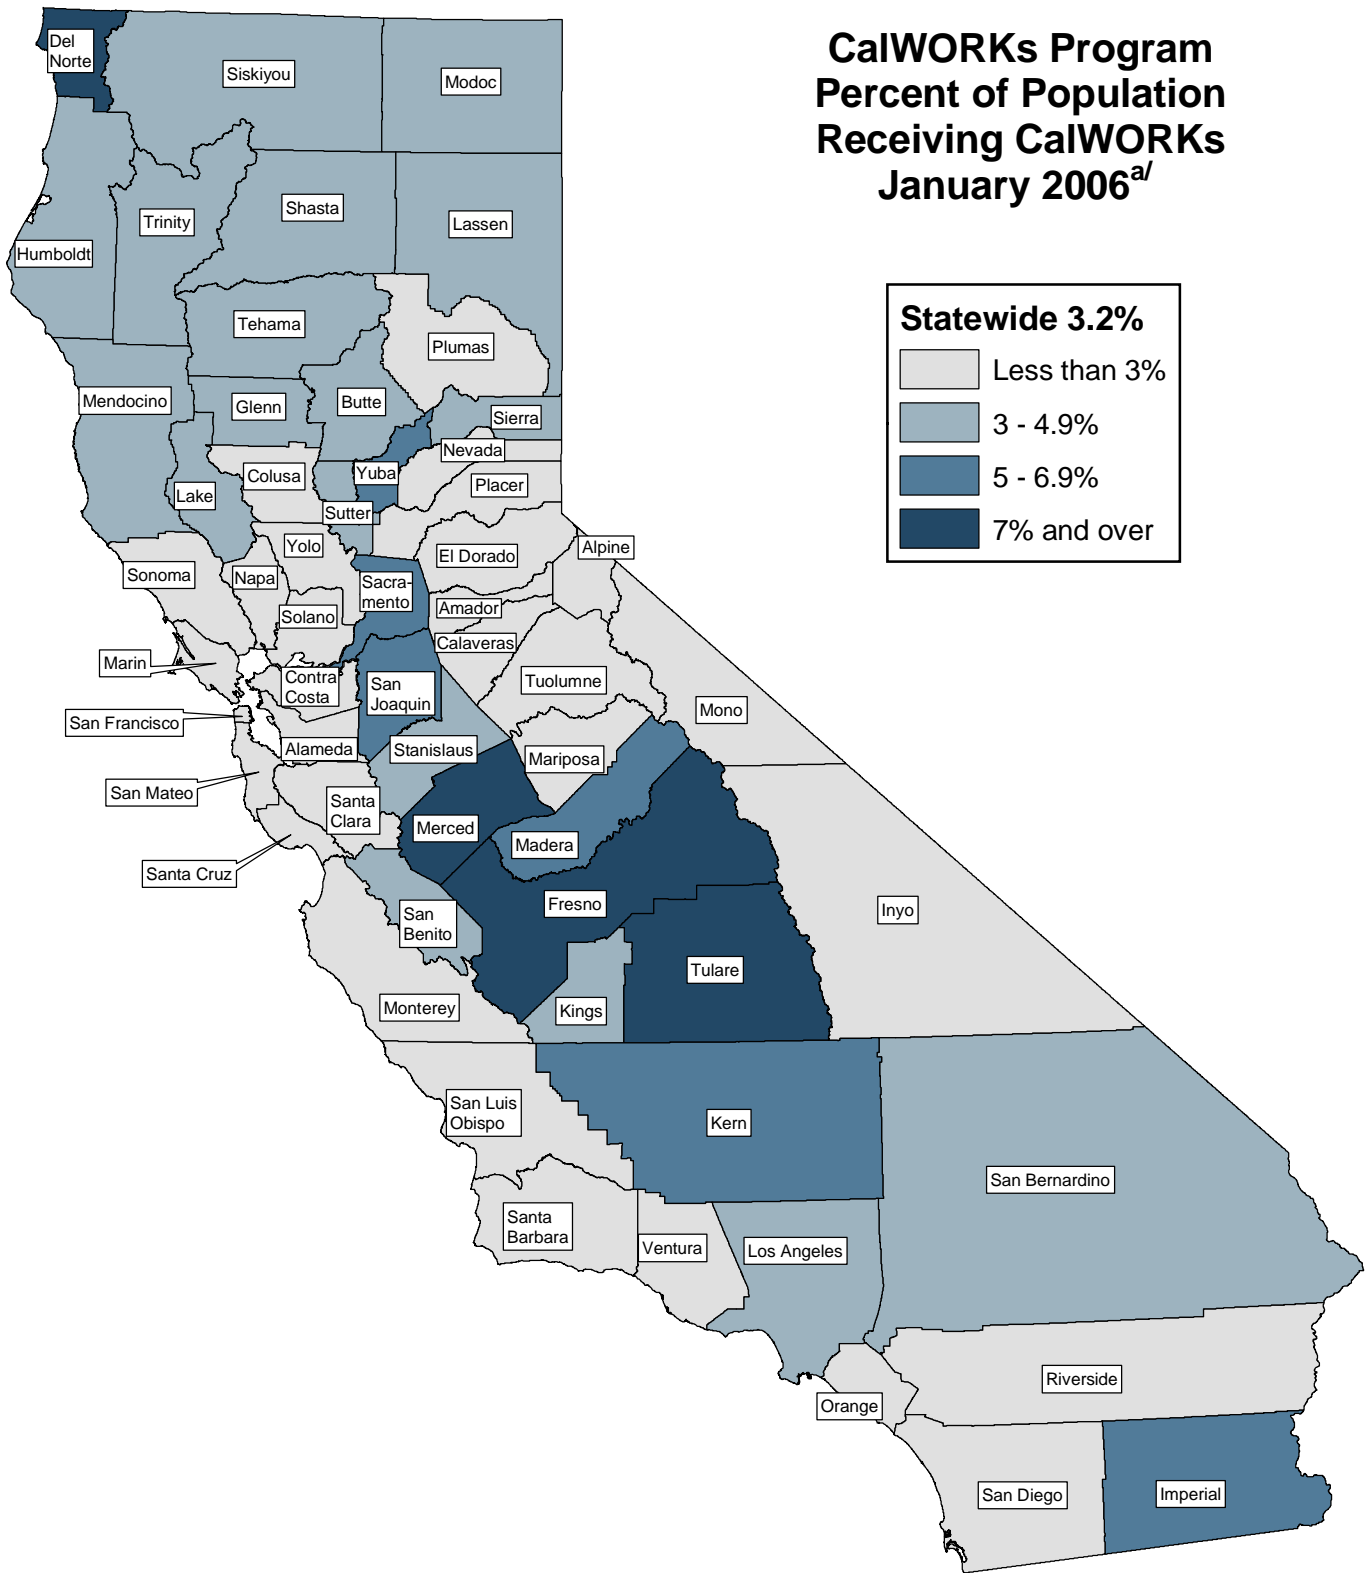 CalWORKs Program
Percent of Population
Receiving CalWORKs
January 2006a/
Statewide 3.2%
Less than 3%
3 - 4.9%
5 - 6.9%
7% and over
Del
Norte
Siskiyou
Modoc
Humboldt
Trinity
Shasta
Lassen
Tehama
Plumas
Mendocino
Glenn
Butte
Sierra
Nevada
Colusa
Yuba
Placer
Lake
Sutter
Yolo
El Dorado
Alpine
Sonoma
Napa
Sacra-
mento
Amador
Solano
Calaveras
Marin
Contra
Costa
San
Joaquin
Tuolumne
Mono
San Francisco
Alameda
Stanislaus
Mariposa
San Mateo
Santa
Clara
Merced
Madera
Santa Cruz
San
Benito
Fresno
Inyo
Tulare
Monterey
Kings
San Luis
Obispo
Kern
San Bernardino
Santa
Barbara
Ventura
Los Angeles
Riverside
Orange
San Diego
Imperial